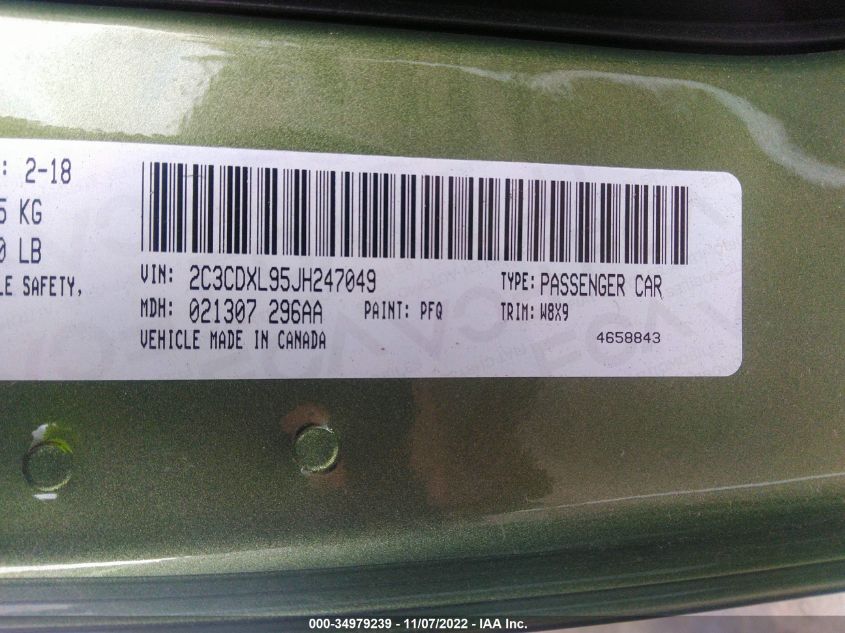 : 2-18
5 KG
0 LB
LE SAFETY,
VIN: 2C3CDXL95JH247049 TYPE: PASSENGER CAR
MDH: 021307 296AA PAINT: PFQ TRIM: W8X9
VEHICLE MADE IN CANADA 4658843
000-34979239 - 11/07/2022 - IAA Inc.